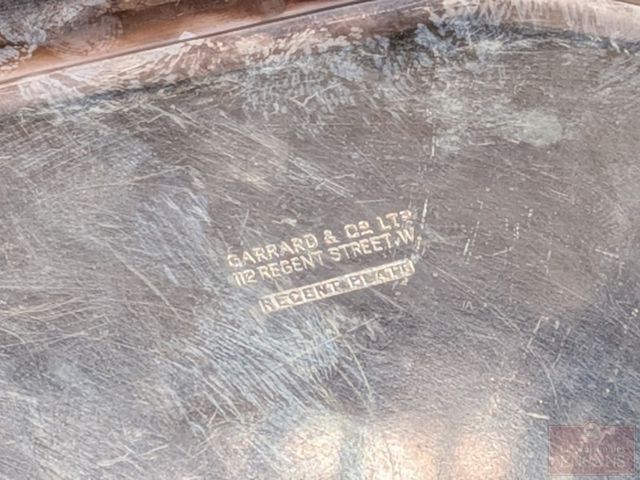 GARRARD & Cº LTD
112 REGENT STREET, W.
REGENT PLATE